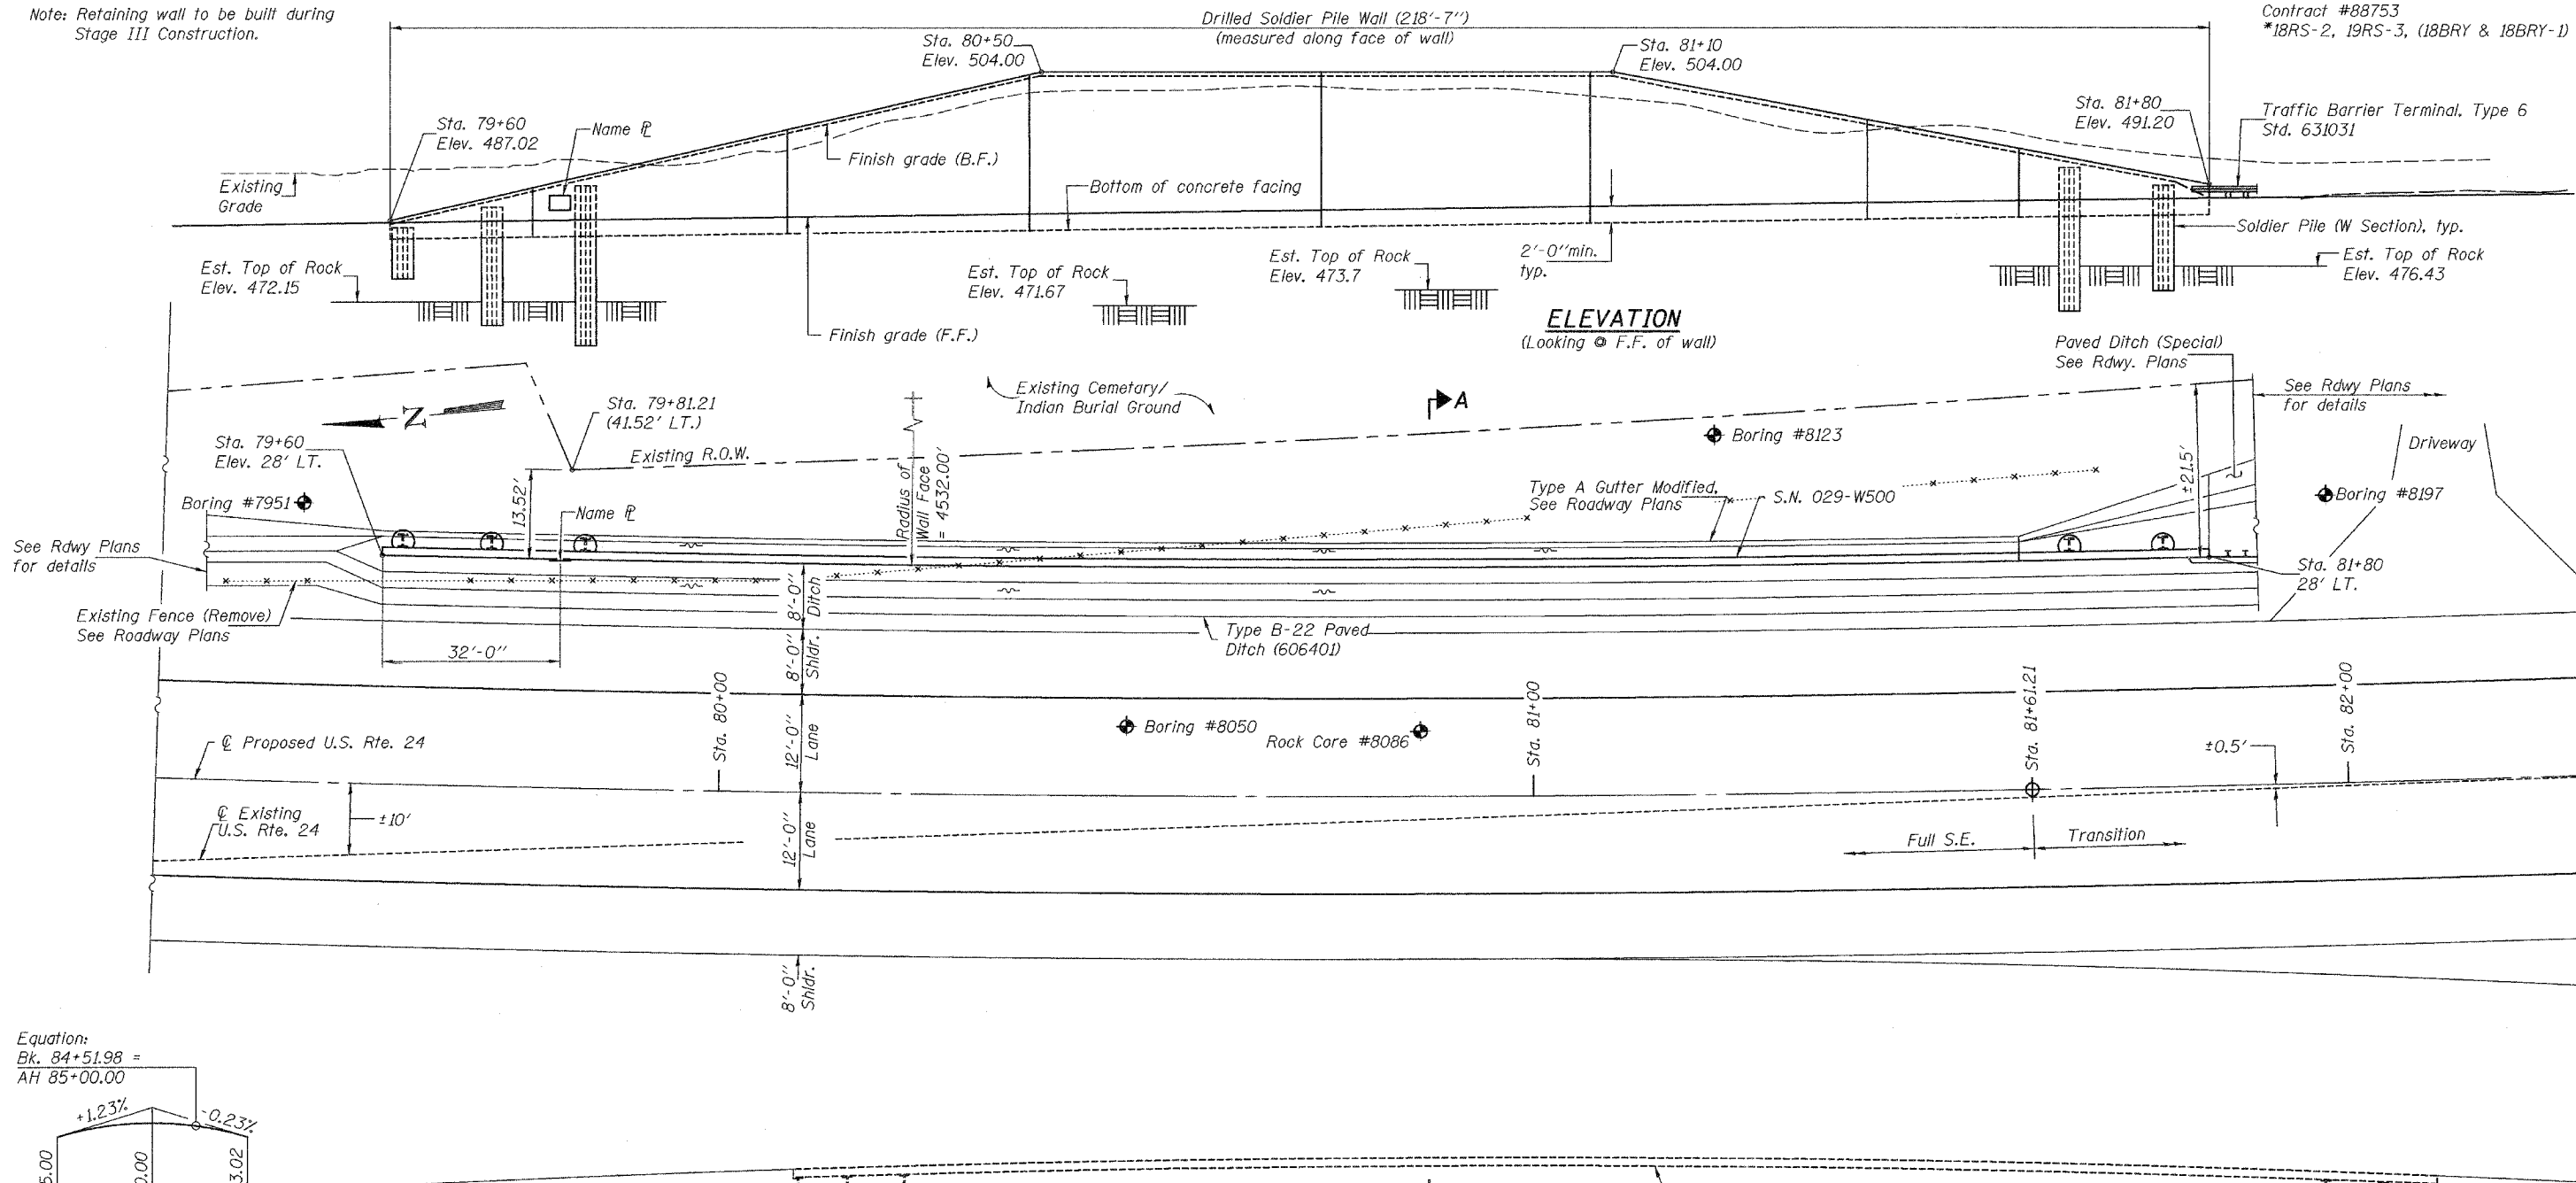 Note: Retaining wall to be built during
Stage III Construction.
Drilled Soldier Pile Wall (218'-7")
(measured along face of wall)
Contract #88753
*18RS-2, 19RS-3, (18BRY & 18BRY-1)
Sta. 80+50
Elev. 504.00
Sta. 81+10
Elev. 504.00
Sta. 79+60
Elev. 487.02
Name ⅊
Sta. 81+80
Elev. 491.20
Traffic Barrier Terminal, Type 6
Std. 631031
Finish grade (B.F.)
Existing
Grade
Bottom of concrete facing
Soldier Pile (W Section), typ.
2'-0"min.
typ.
Est. Top of Rock
Elev. 472.15
Est. Top of Rock
Elev. 471.67
Est. Top of Rock
Elev. 473.7
Est. Top of Rock
Elev. 476.43
Finish grade (F.F.)
ELEVATION
(Looking @ F.F. of wall)
Paved Ditch (Special)
See Rdwy. Plans
Existing Cemetary/
Indian Burial Ground
A
See Rdwy Plans
for details
N
Sta. 79+81.21
(41.52' LT.)
Sta. 79+60
Elev. 28' LT.
Existing R.O.W.
Boring #8123
Driveway
Boring #7951
13.52'
Name ⅊
Radius of
Wall Face
= 4532.00'
Type A Gutter Modified,
See Roadway Plans
S.N. 029-W500
±21.5'
Boring #8197
See Rdwy Plans
for details
Sta. 81+80
28' LT.
Existing Fence (Remove)
See Roadway Plans
8'-0"
Ditch
Type B-22 Paved
Ditch (606401)
32'-0"
8'-0"
Shldr.
Sta. 80+00
12'-0"
Lane
Boring #8050
Rock Core #8086
Sta. 81+00
Sta. 81+61.21
Sta. 82+00
±0.5'
℄ Proposed U.S. Rte. 24
℄ Existing
U.S. Rte. 24
±10'
12'-0"
Lane
Full S.E.
Transition
8'-0"
Shldr.
Equation:
Bk. 84+51.98 =
AH 85+00.00
+1.23%
-0.23%
5.00
0.00
3.02